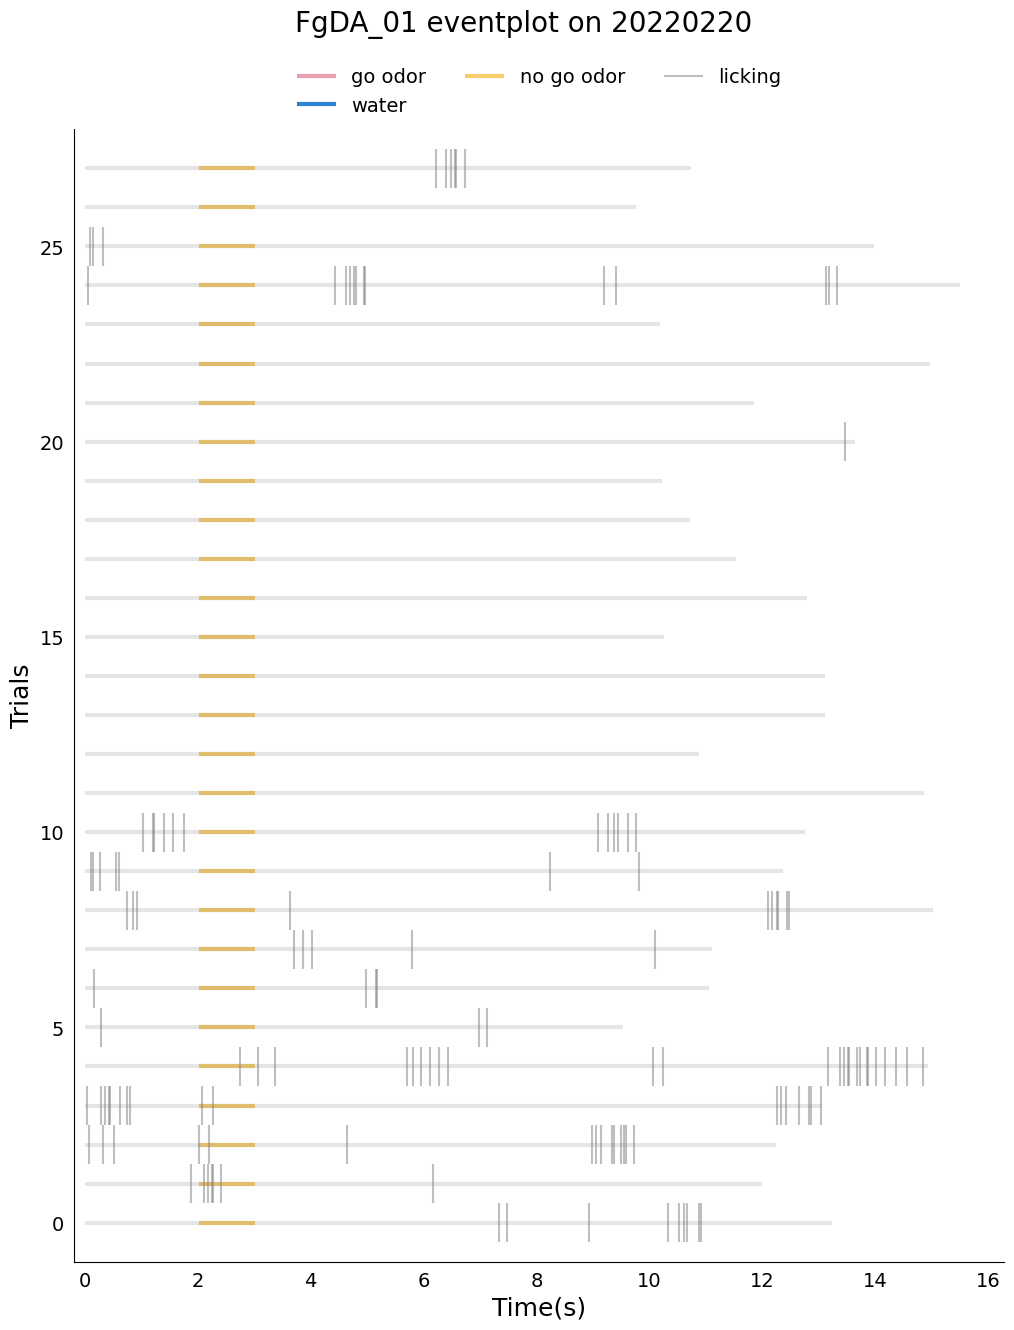 FgDA_01 eventplot on 20220220
go odor
no go odor
licking
water
25
20
15
10
5
0
Trials
0 2 4 6 8 10 12 14 16
Time(s)